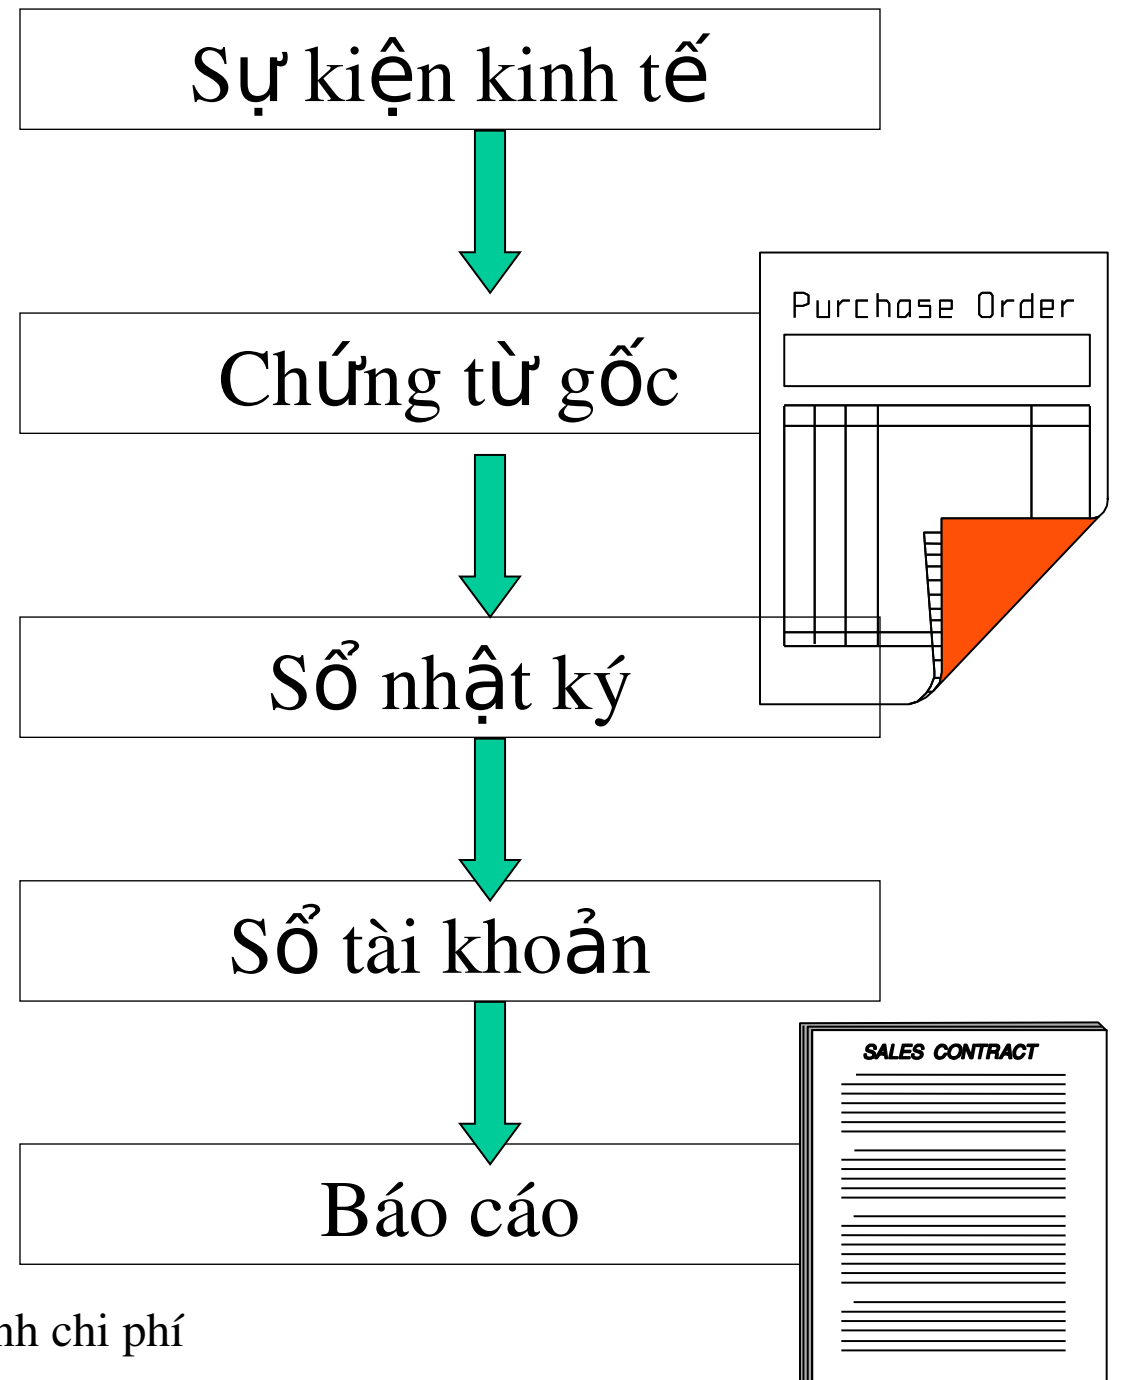 Sự kiện kinh tế
Purchase Order
Chứng từ gốc
Sổ nhật ký
Sổ tài khoản
SALES CONTRACT
Báo cáo
chi phí